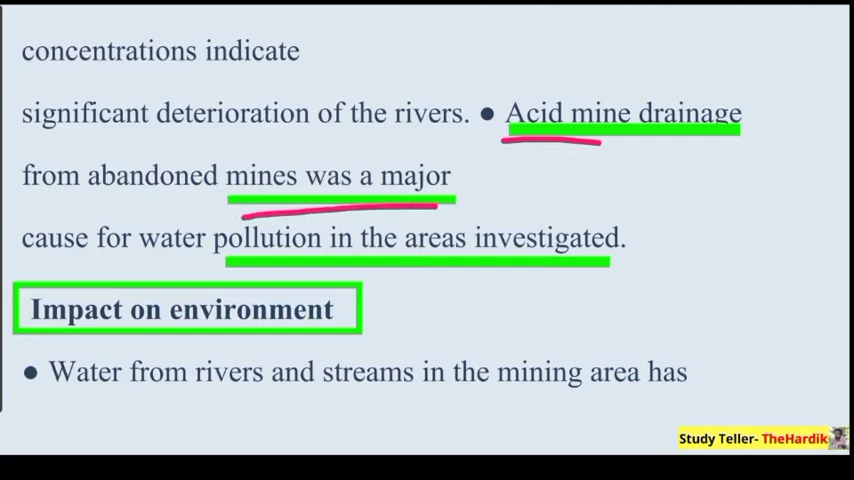 concentrations indicate
significant deterioration of the rivers. ● Acid mine drainage
from abandoned mines was a major
cause for water pollution in the areas investigated.
Impact on environment
● Water from rivers and streams in the mining area has
Study Teller- TheHardik